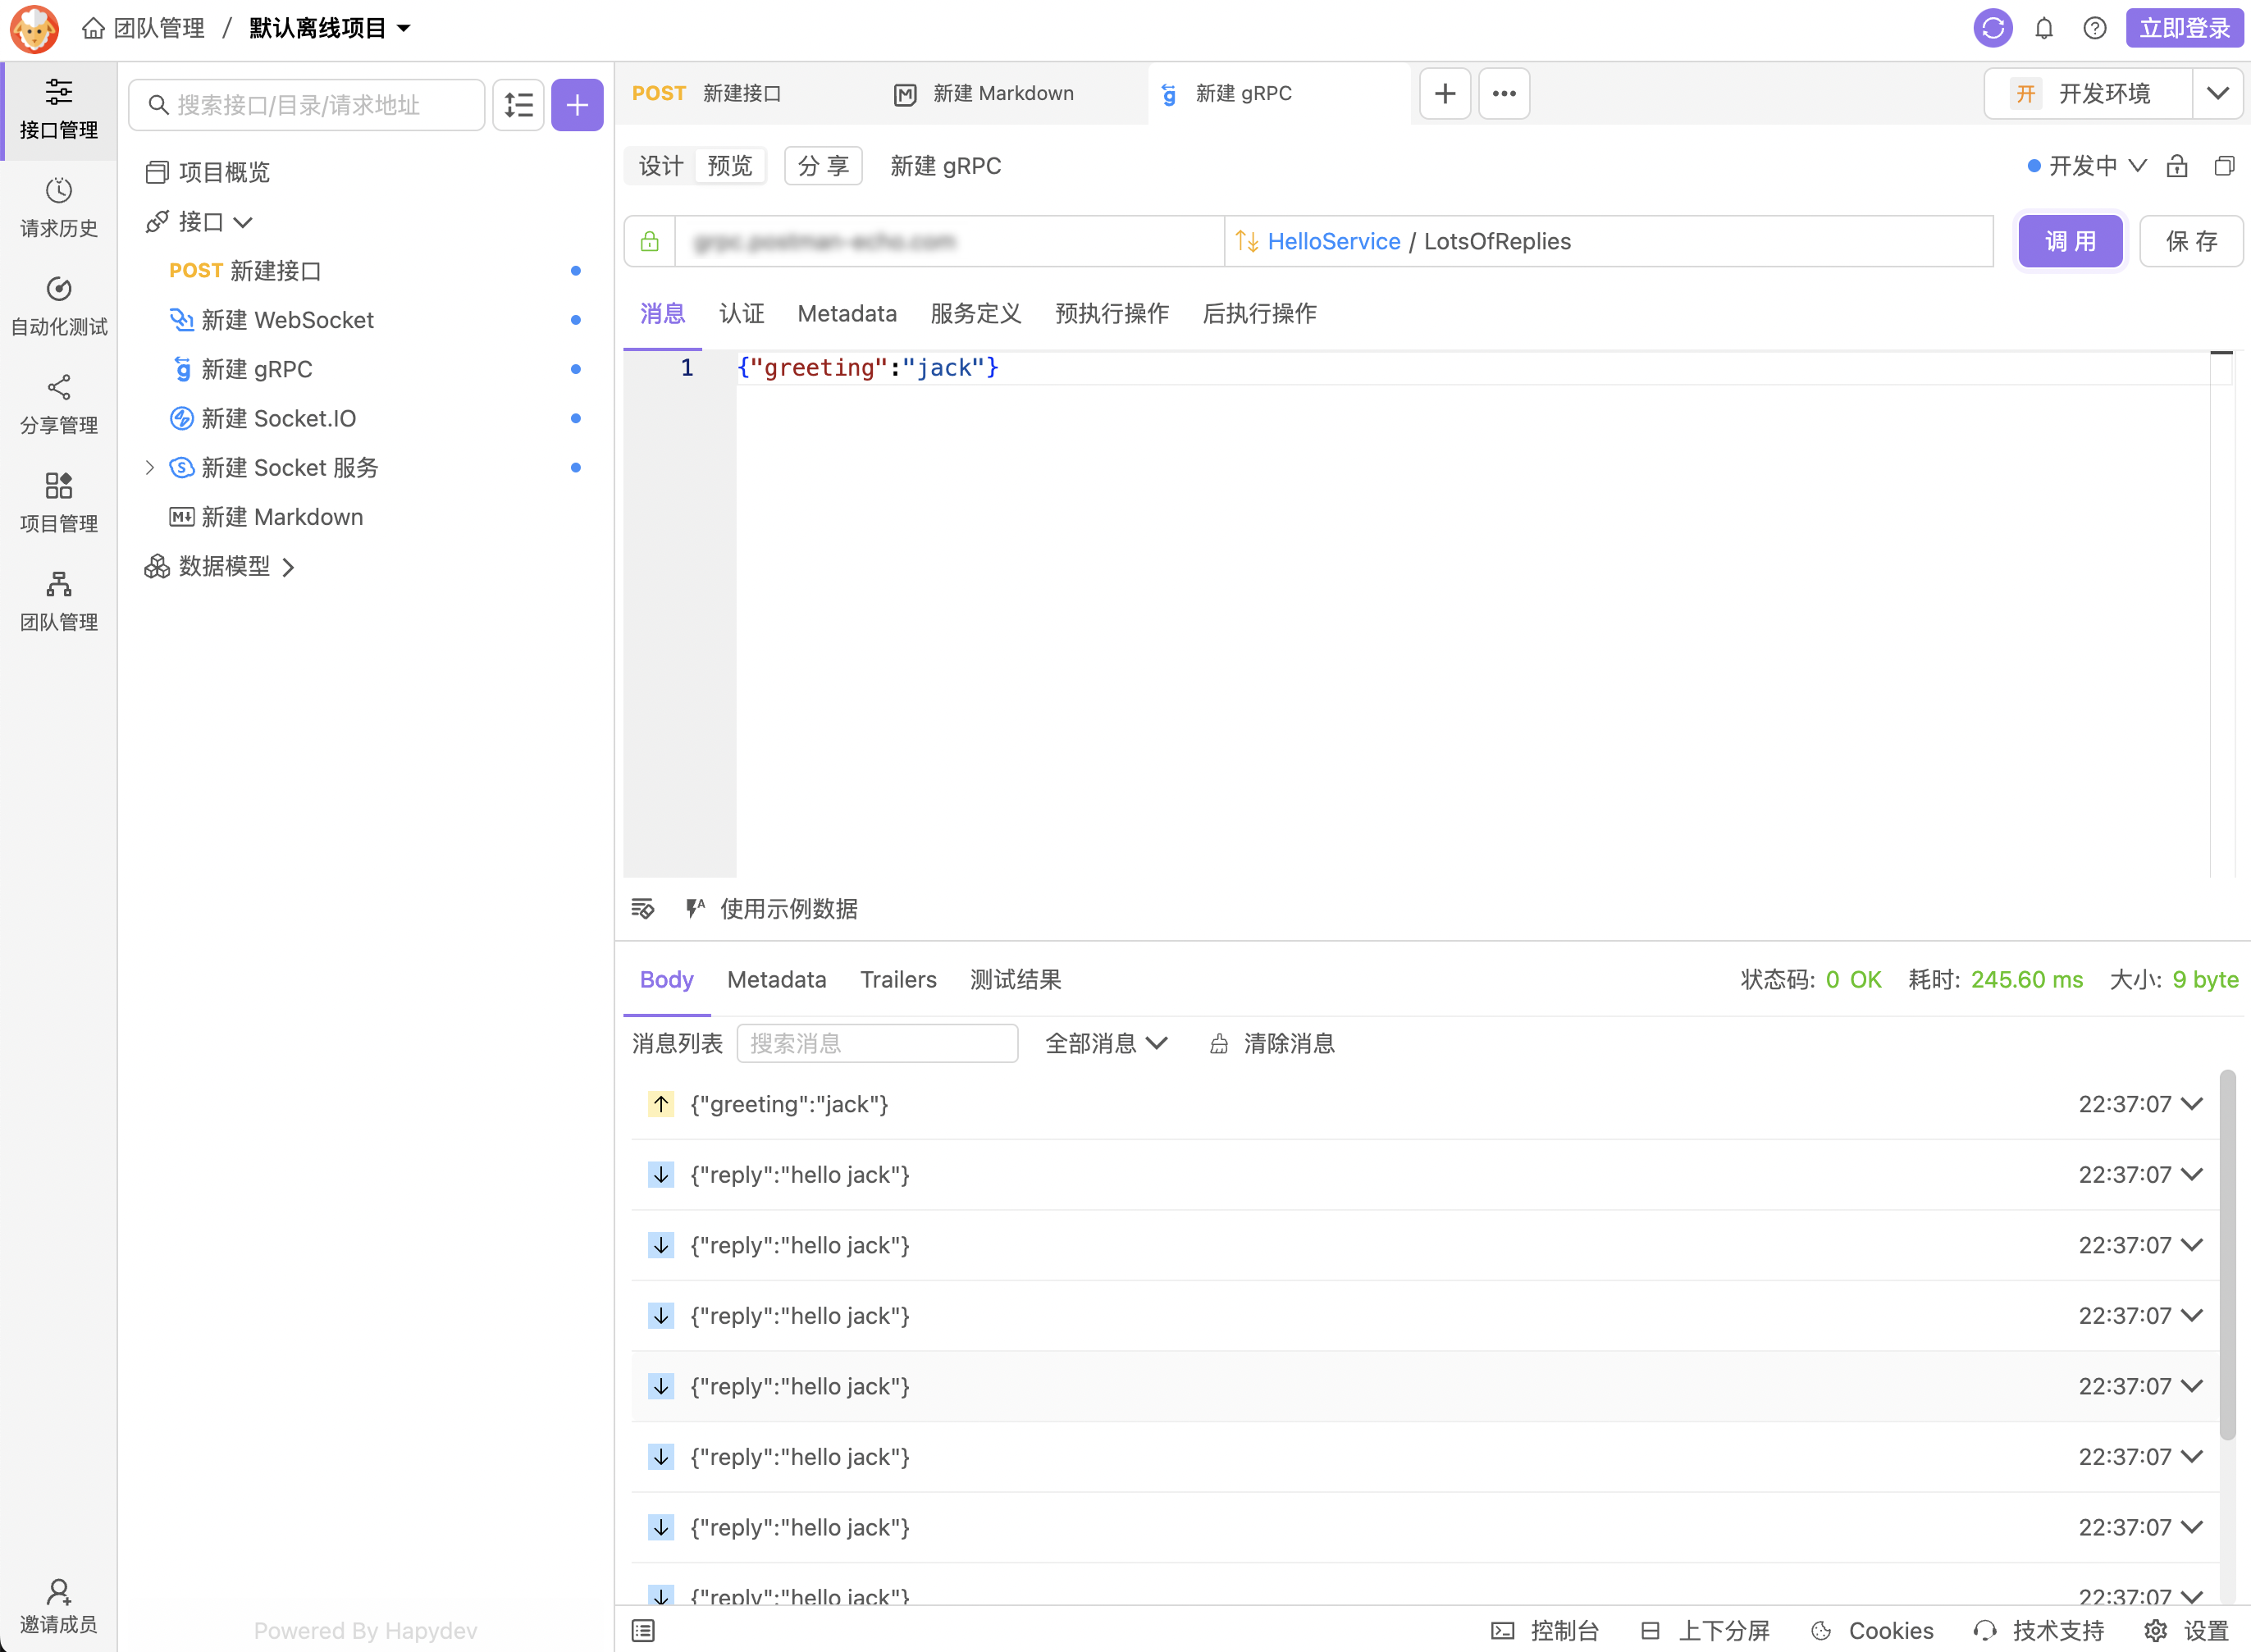 团队管理 / 默认离线项目
立即登录
接口管理
请求历史
自动化测试
分享管理
项目管理
团队管理
邀请成员
搜索接口/目录/请求地址
项目概览
接口
POST 新建接口
新建 WebSocket
新建 gRPC
新建 Socket.IO
新建 Socket 服务
新建 Markdown
数据模型
Powered By Hapydev
POST 新建接口 新建 Markdown 新建 gRPC
开 开发环境
设计 预览 分享 新建 gRPC
开发中
grpc.postman-echo.com HelloService / LotsOfReplies 调用 保存
消息 认证 Metadata 服务定义 预执行操作 后执行操作
1 {"greeting":"jack"}
使用示例数据
Body Metadata Trailers 测试结果 状态码: 0 OK 耗时: 245.60 ms 大小: 9 byte
消息列表 搜索消息 全部消息 清除消息
{"greeting":"jack"} 22:37:07
{"reply":"hello jack"} 22:37:07
{"reply":"hello jack"} 22:37:07
{"reply":"hello jack"} 22:37:07
{"reply":"hello jack"} 22:37:07
{"reply":"hello jack"} 22:37:07
{"reply":"hello jack"} 22:37:07
{"reply":"hello jack"} 22:37:07
控制台 上下分屏 Cookies 技术支持 设置